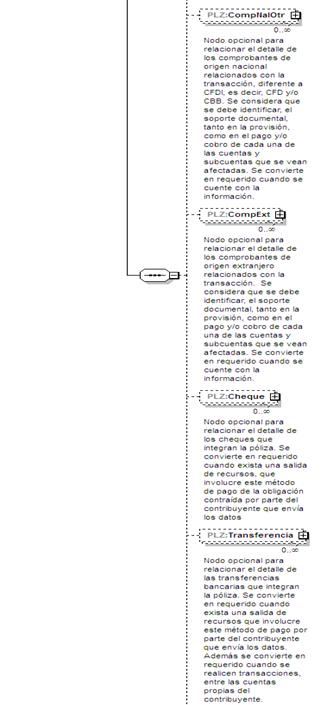 PLZ:CompNalOtr
0..∞
Nodo opcional para
relacionar el detalle de
los comprobantes de
origen nacional
relacionados con la
transacción, diferente a
CFDI, es decir, CFD y/o
CBB. Se considera que
se debe identificar, el
soporte documental,
tanto en la provisión,
como en el pago y/o
cobro de cada una de
las cuentas y
subcuentas que se vean
afectadas. Se convierte
en requerido cuando se
cuente con la
información.
PLZ:CompExt
0..∞
Nodo opcional para
relacionar el detalle de
los comprobantes de
origen extranjero
relacionados con la
transacción. Se
considera que se debe
identificar, el soporte
documental, tanto en la
provisión, como en el
pago y/o cobro de cada
una de las cuentas y
subcuentas que se vean
afectadas. Se convierte
en requerido cuando se
cuente con la
información.
PLZ:Cheque
0..∞
Nodo opcional para
relacionar el detalle de
los cheques que
integran la póliza. Se
convierte en requerido
cuando exista una salida
de recursos, que
involucre este método
de pago de la obligación
contraída por parte del
contribuyente que envía
los datos
PLZ:Transferencia
0..∞
Nodo opcional para
relacionar el detalle de
las transferencias
bancarias que integran
la póliza. Se convierte
en requerido cuando
exista una salida de
recursos que involucre
este método de pago por
parte del contribuyente
que envía los datos.
Además se convierte en
requerido cuando se
realicen transacciones,
entre las cuentas
propias del
contribuyente.